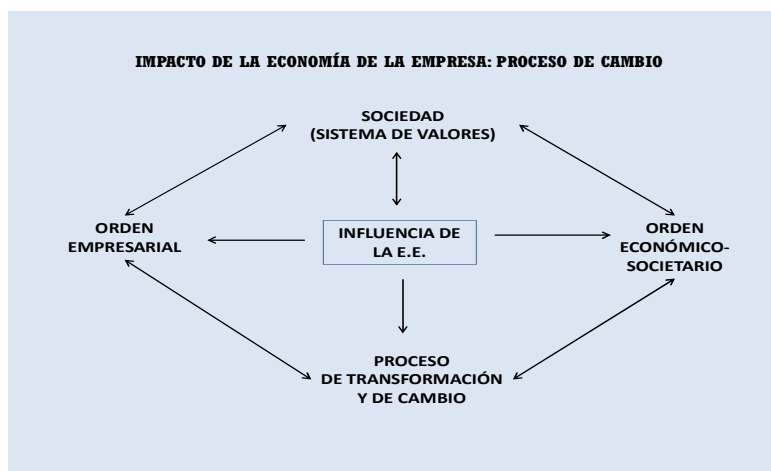 IMPACTO DE LA ECONOMÍA DE LA EMPRESA: PROCESO DE CAMBIO
SOCIEDAD
(SISTEMA DE VALORES)
ORDEN
EMPRESARIAL
INFLUENCIA DE
LA E.E.
ORDEN
ECONÓMICO-
SOCIETARIO
PROCESO
DE TRANSFORMACIÓN
Y DE CAMBIO